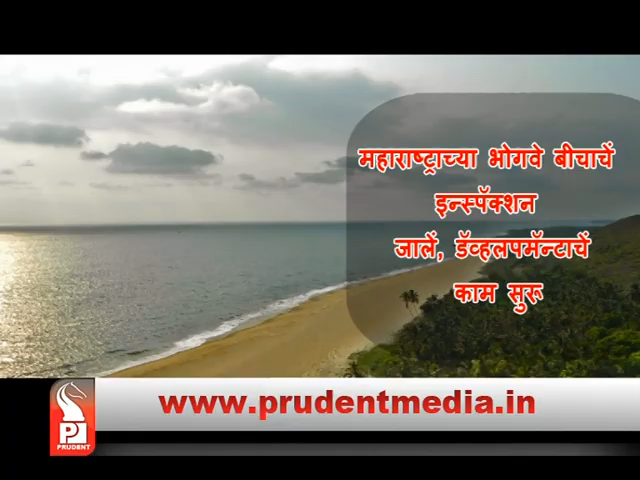 महाराष्ट्राच्या भोगवे बीचाचें
इन्स्पॅक्शन
जालें, डॅव्हलपमॅन्टाचें
काम सुरू
www.prudentmedia.in
P
PRUDENT